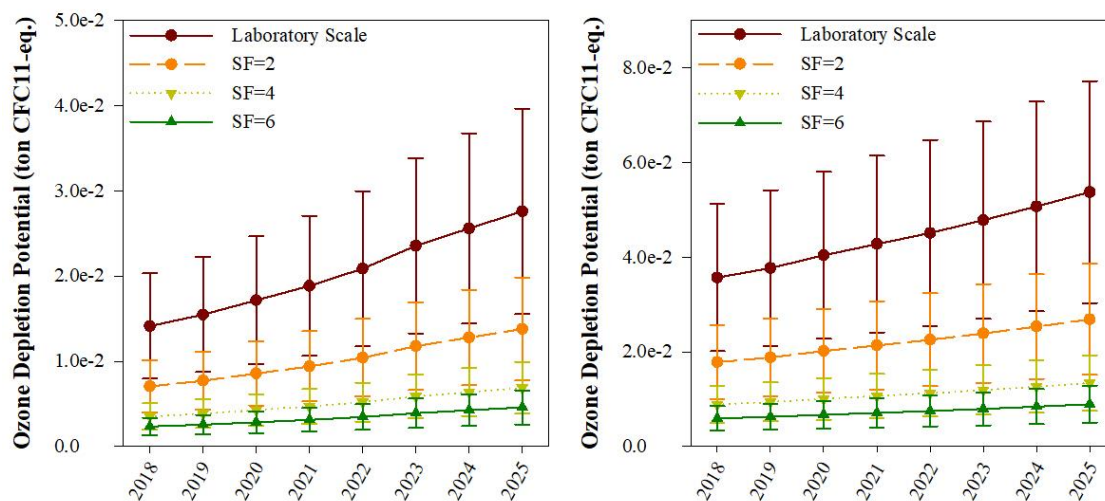 Ozone Depletion Potential (ton CFC11-eq.)
5.0e-2
4.0e-2
3.0e-2
2.0e-2
1.0e-2
0.0
Laboratory Scale
SF=2
SF=4
SF=6
2018
2019
2020
2021
2022
2023
2024
2025
Ozone Depletion Potential (ton CFC11-eq.)
8.0e-2
6.0e-2
4.0e-2
2.0e-2
0.0
Laboratory Scale
SF=2
SF=4
SF=6
2018
2019
2020
2021
2022
2023
2024
2025